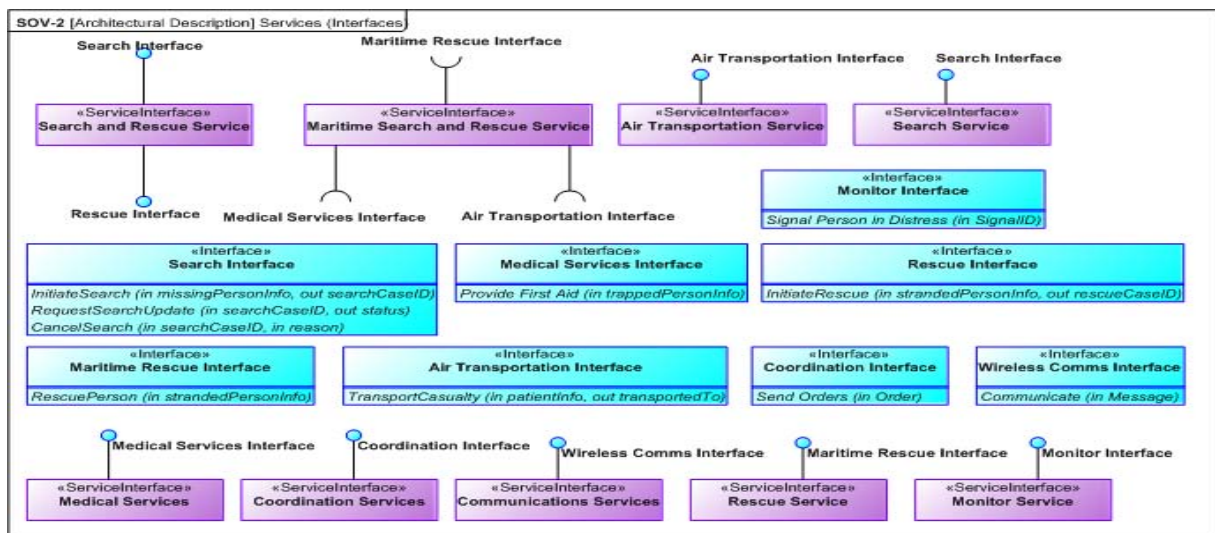 SOV-2 [Architectural Description] Services (Interfaces)
Search Interface
Maritime Rescue Interface
Air Transportation Interface
Search Interface
«ServiceInterface»
Search and Rescue Service
«ServiceInterface»
Maritime Search and Rescue Service
«ServiceInterface»
Air Transportation Service
«ServiceInterface»
Search Service
Rescue Interface
Medical Services Interface
Air Transportation Interface
«Interface»
Monitor Interface
Signal Person in Distress (in SignalID)
«Interface»
Search Interface
InitiateSearch (in missingPersonInfo, out searchCaseID)
RequestSearchUpdate (in searchCaseID, out status)
CancelSearch (in searchCaseID, in reason)
«Interface»
Medical Services Interface
Provide First Aid (in trappedPersonInfo)
«Interface»
Rescue Interface
InitiateRescue (in strandedPersonInfo, out rescueCaseID)
«Interface»
Maritime Rescue Interface
RescuePerson (in strandedPersonInfo)
«Interface»
Air Transportation Interface
TransportCasualty (in patientInfo, out transportedTo)
«Interface»
Coordination Interface
Send Orders (in Order)
«Interface»
Wireless Comms Interface
Communicate (in Message)
Medical Services Interface
Coordination Interface
Wireless Comms Interface
Maritime Rescue Interface
Monitor Interface
«ServiceInterface»
Medical Services
«ServiceInterface»
Coordination Services
«ServiceInterface»
Communications Services
«ServiceInterface»
Rescue Service
«ServiceInterface»
Monitor Service